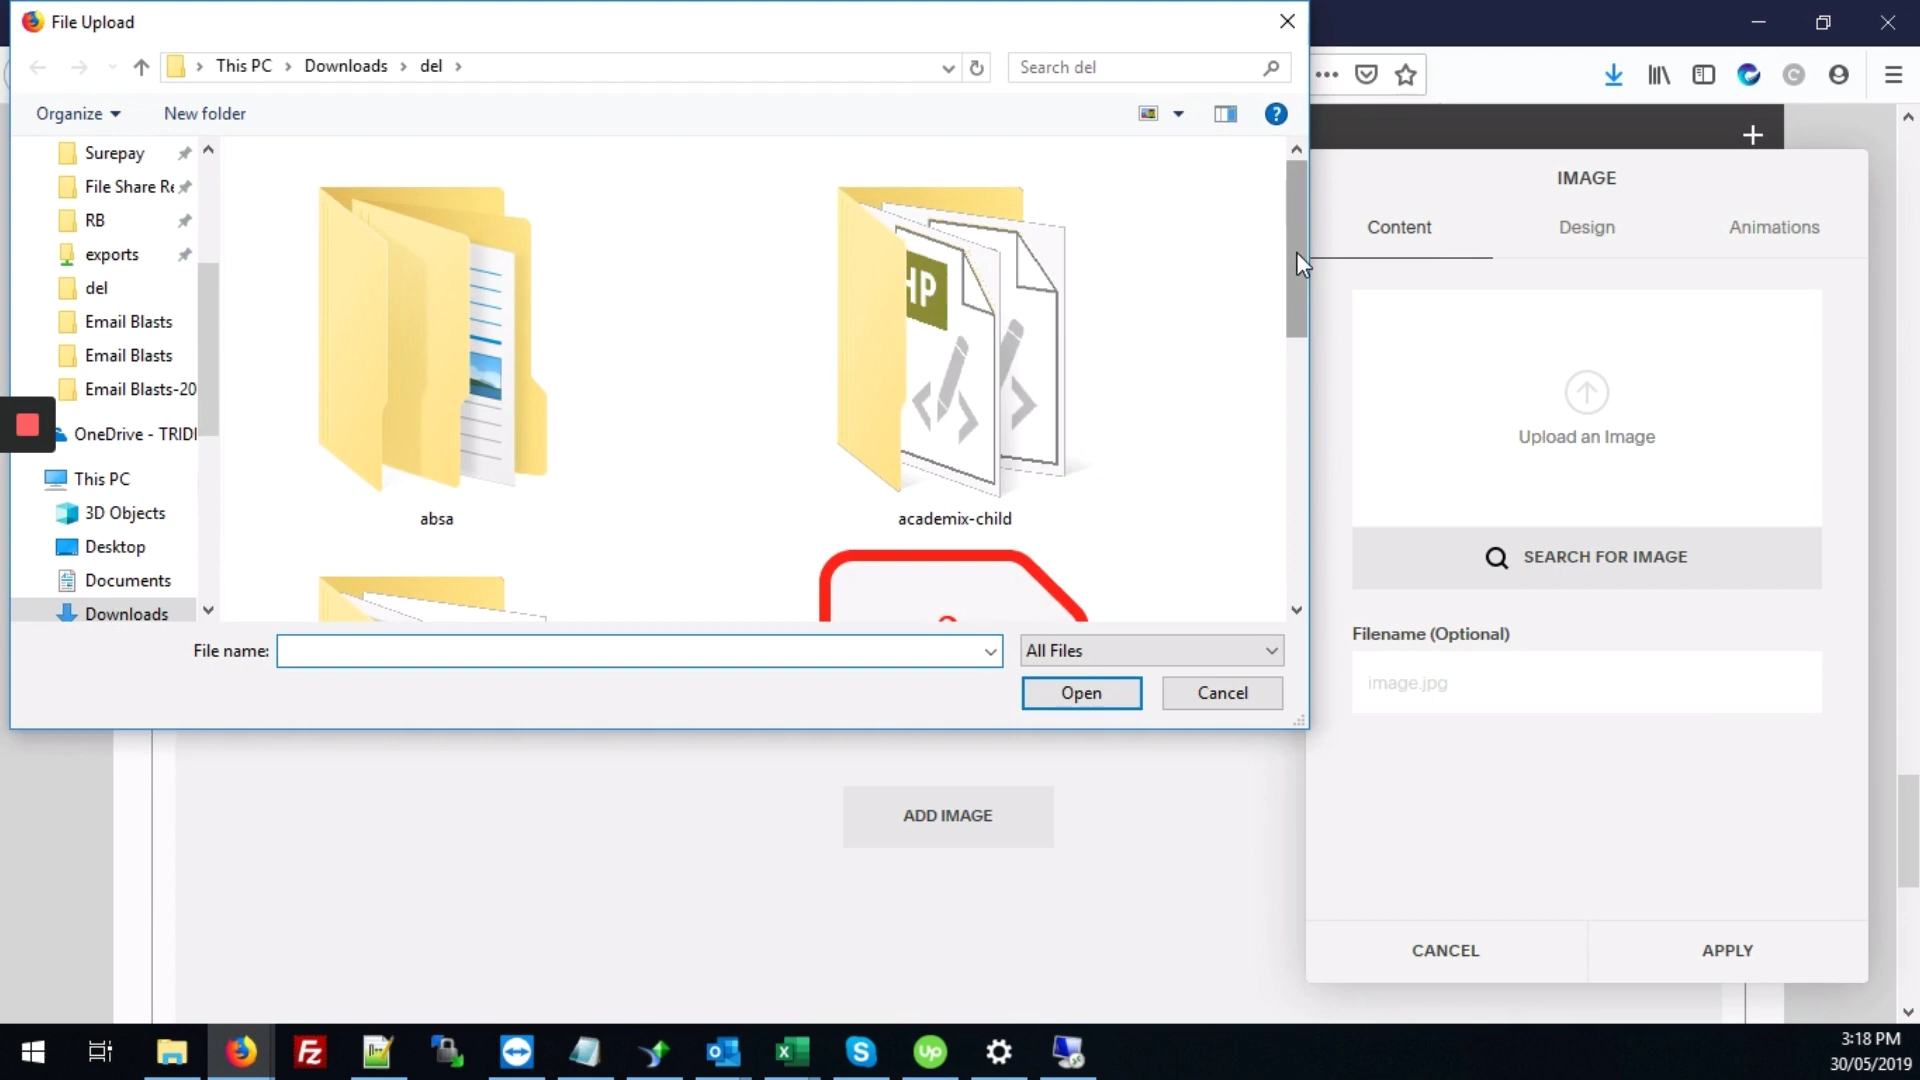 File Upload
This PC
Downloads
del
Search del
Organize
New folder
Surepay
File Share Re
RB
exports
del
Email Blasts
Email Blasts
Email Blasts-20
OneDrive - TRIDI
This PC
3D Objects
Desktop
Documents
Downloads
HP
absa
academix-child
File name:
All Files
Open
Cancel
IMAGE
Content
Design
Animations
Upload an Image
SEARCH FOR IMAGE
Filename (Optional)
image.jpg
ADD IMAGE
CANCEL
APPLY
Fz
up
3:18 PM
30/05/2019